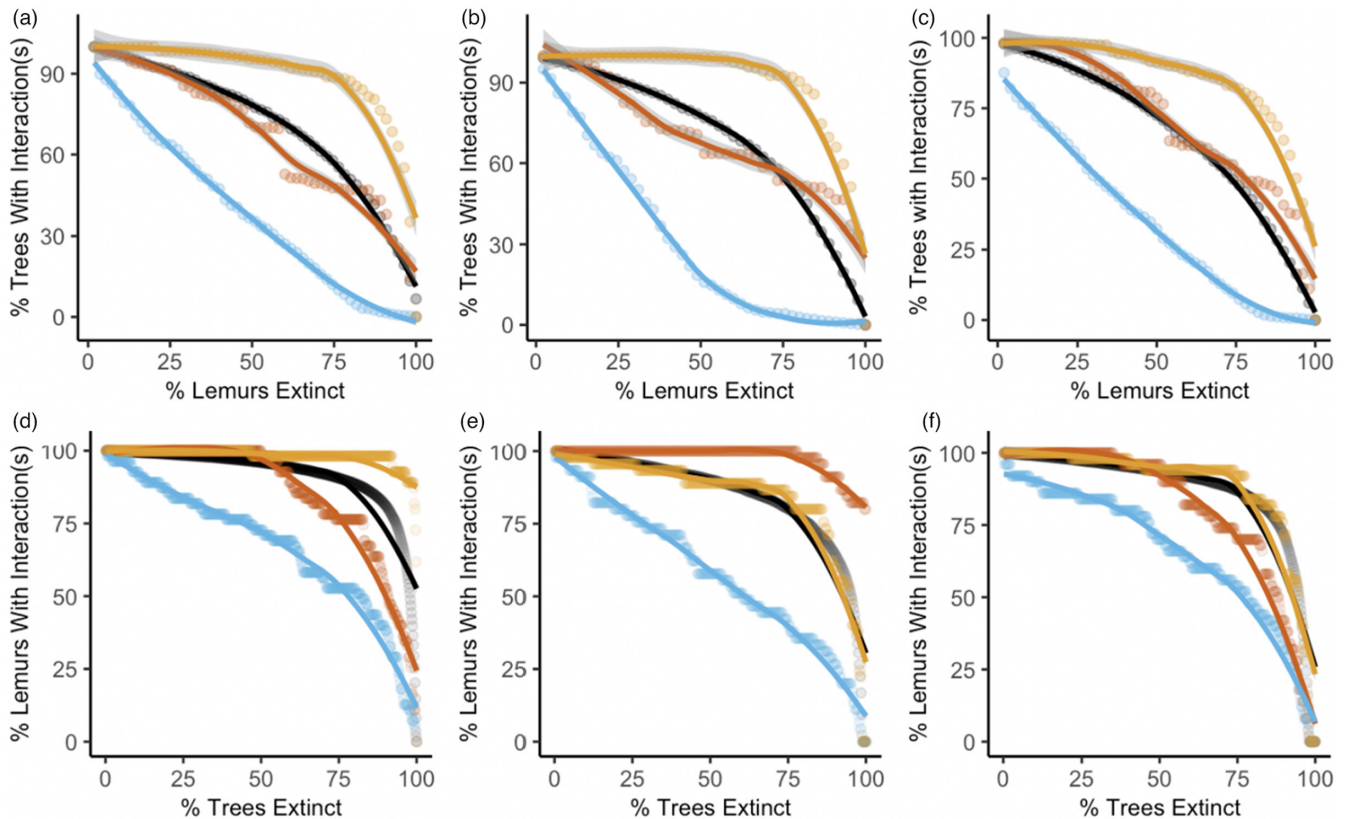 (a)
(b)
(c)
% Trees With Interaction(s)
90
60
30
0
0 25 50 75 100
% Lemurs Extinct
% Trees With Interaction(s)
90
60
30
0
0 25 50 75 100
% Lemurs Extinct
% Trees with Interaction(s)
100
75
50
25
0
0 25 50 75 100
% Lemurs Extinct
(d)
(e)
(f)
% Lemurs With Interaction(s)
100
75
50
25
0
0 25 50 75 100
% Trees Extinct
% Lemurs With Interaction(s)
100
75
50
25
0
0 25 50 75 100
% Trees Extinct
% Lemurs With Interaction(s)
100
75
50
25
0
0 25 50 75 100
% Trees Extinct